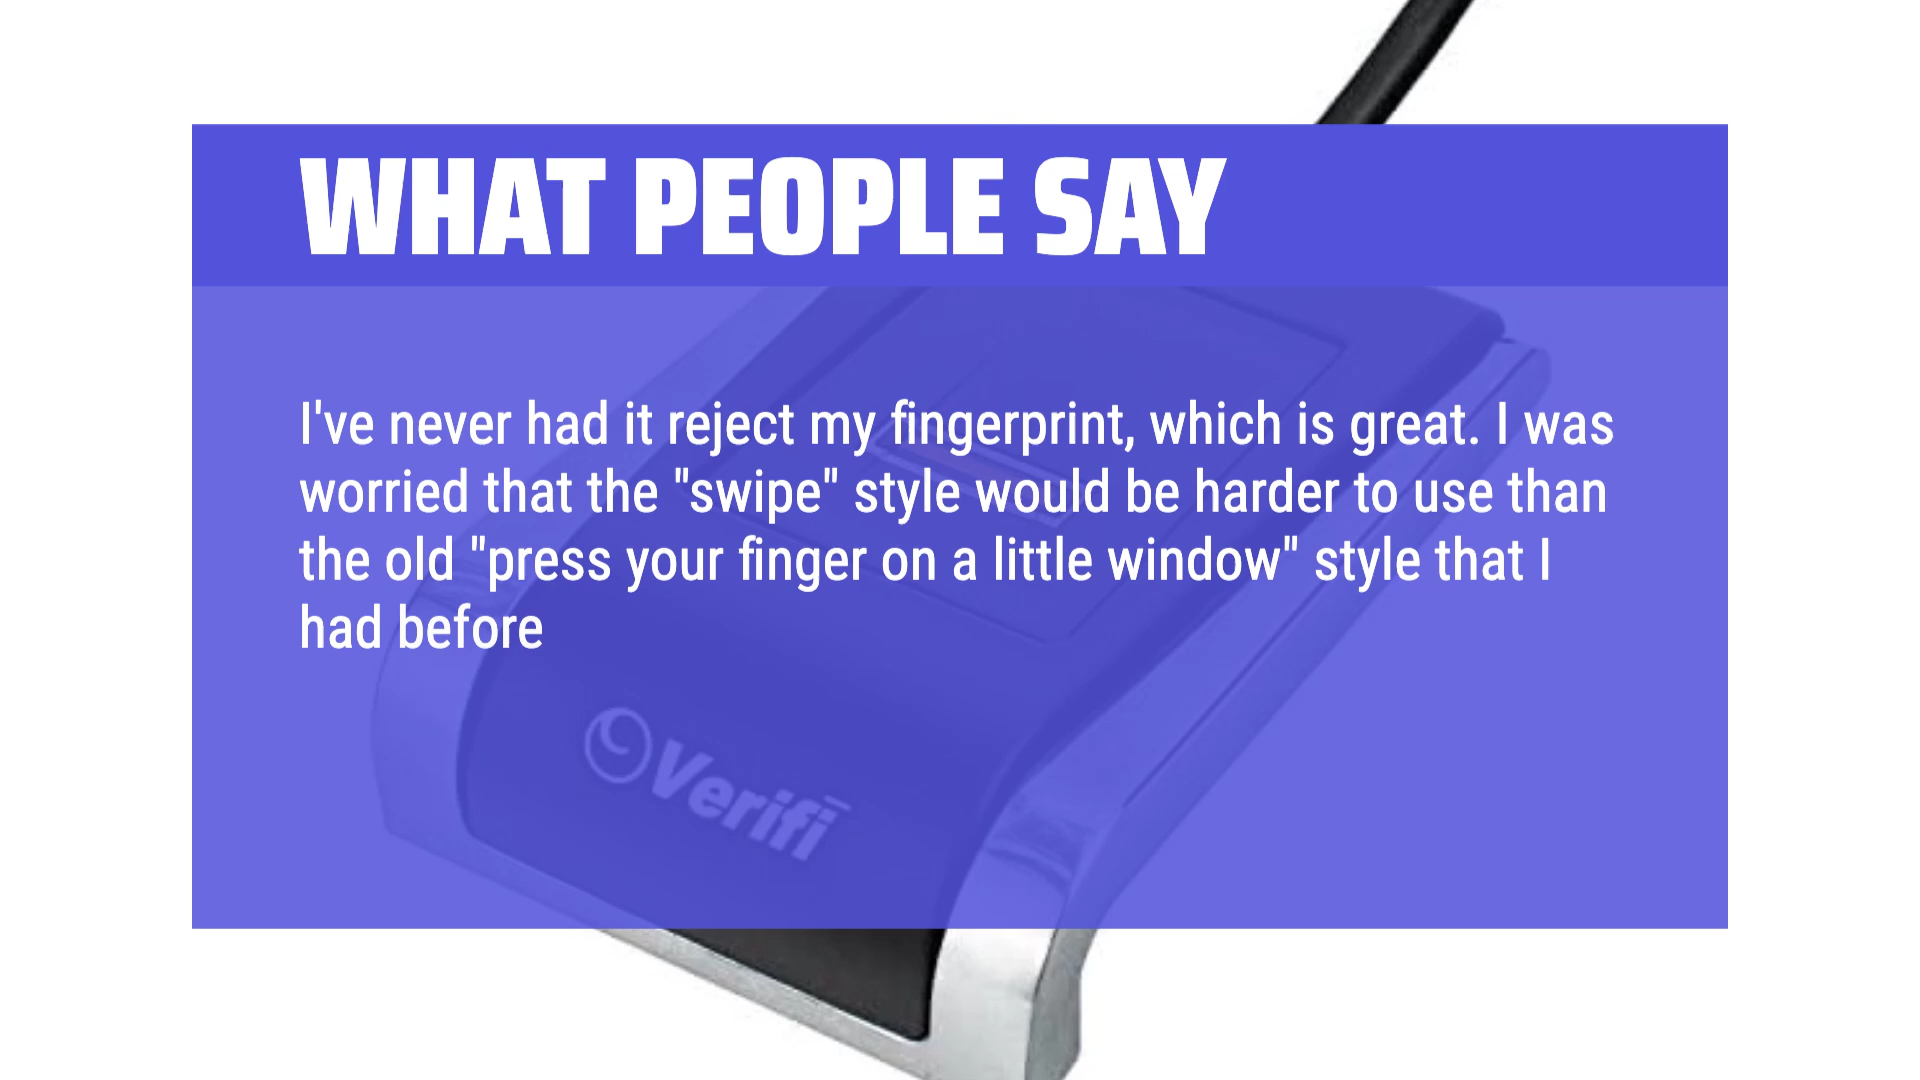 WHAT PEOPLE SAY
I've never had it reject my fingerprint, which is great. I was
worried that the "swipe" style would be harder to use than
the old "press your finger on a little window" style that I
had before
Verifi